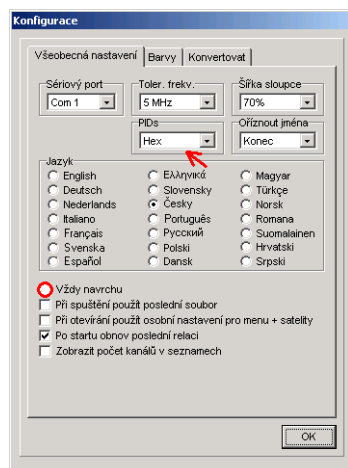 Konfigurace
Všeobecná nastavení Barvy Konvertovat
Sériový port Toler. frekv. Šířka sloupce
Com 1 5 MHz 70%
PIDs Oříznout jména
Hex Konec
Jazyk
English Ελληνικά Magyar
Deutsch Slovensky Türkçe
Nederlands Česky Norsk
Italiano Português Romana
Français Русский Suomalainen
Svenska Polski Hrvatski
Español Dansk Srpski
Vždy navrchu
Při spuštění použít poslední soubor
Při otevírání použít osobní nastavení pro menu + satelity
Po startu obnov poslední relaci
Zobrazit počet kanálů v seznamech
OK